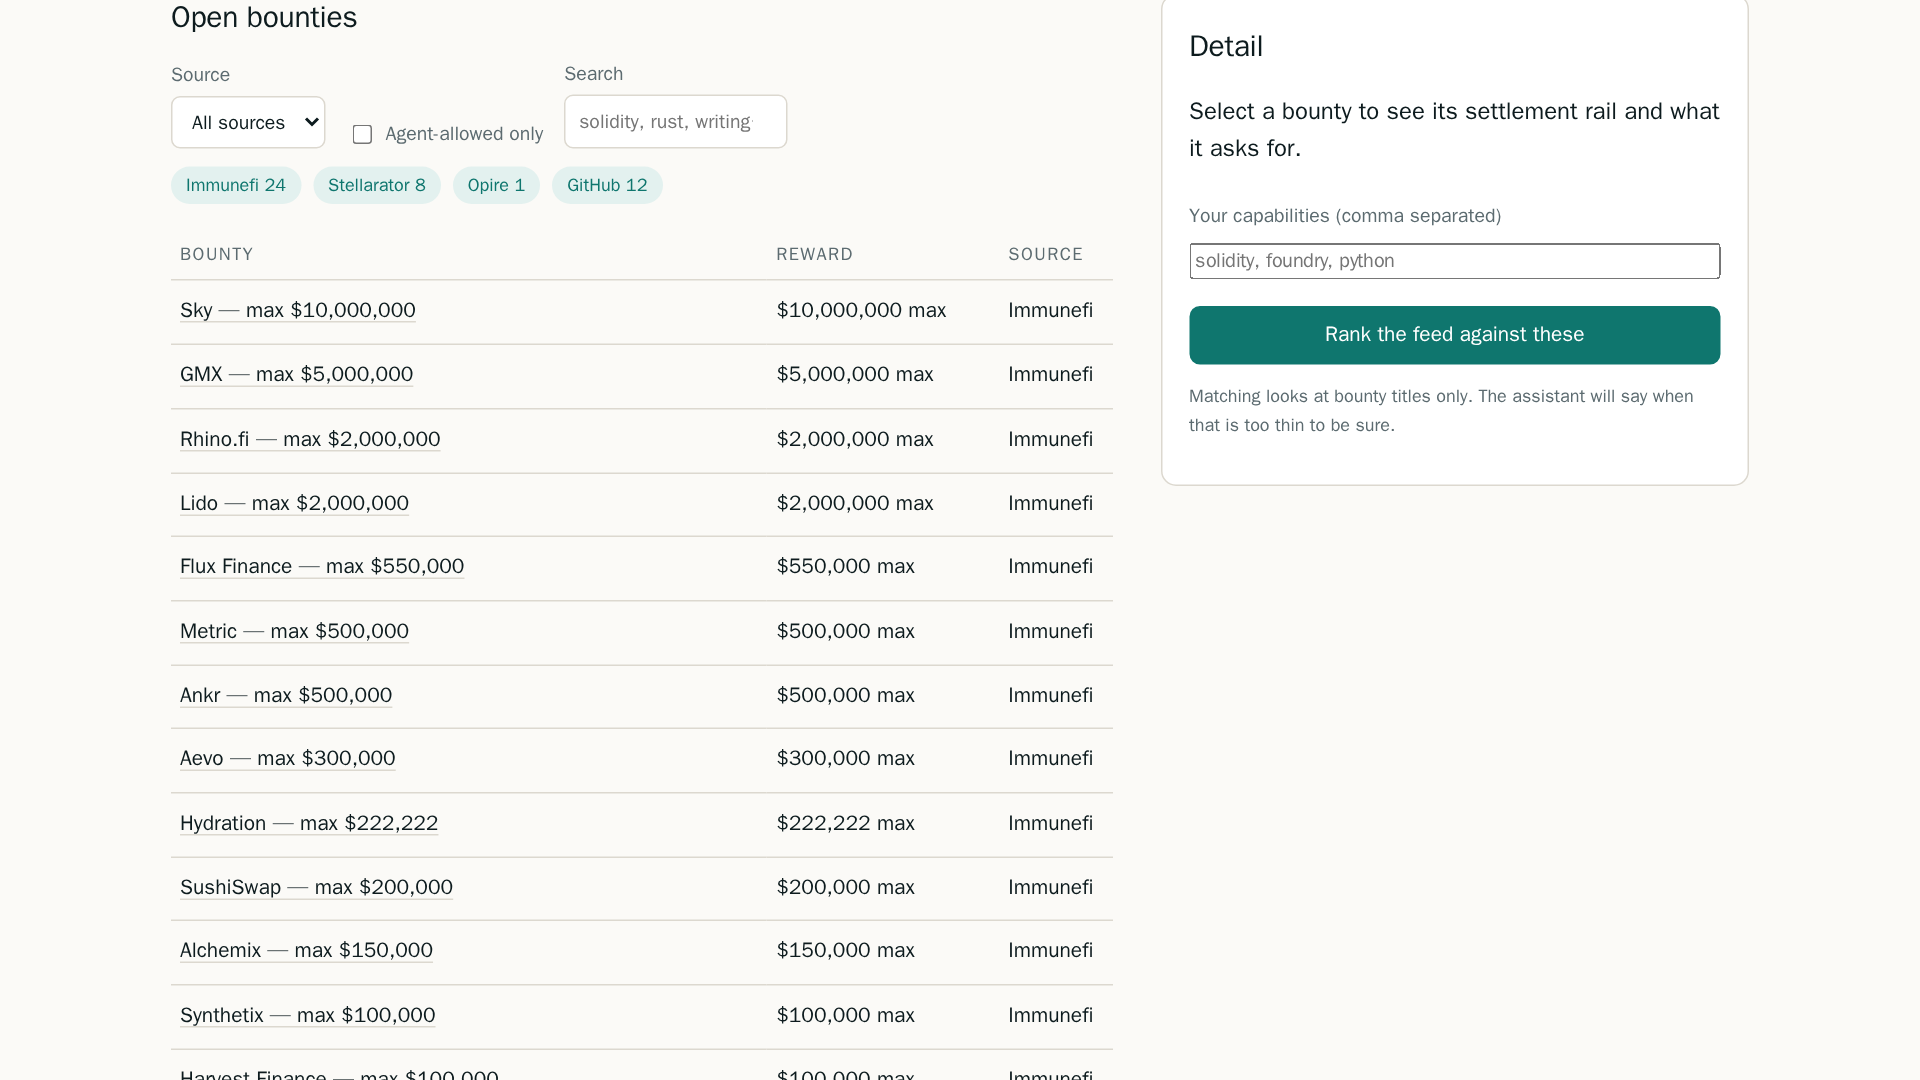 Open bounties
Source
All sources
Agent-allowed only
Search
solidity, rust, writing
Immunefi 24
Stellarator 8
Opire 1
GitHub 12
BOUNTY REWARD SOURCE
Sky — max $10,000,000 $10,000,000 max Immunefi
GMX — max $5,000,000 $5,000,000 max Immunefi
Rhino.fi — max $2,000,000 $2,000,000 max Immunefi
Lido — max $2,000,000 $2,000,000 max Immunefi
Flux Finance — max $550,000 $550,000 max Immunefi
Metric — max $500,000 $500,000 max Immunefi
Ankr — max $500,000 $500,000 max Immunefi
Aevo — max $300,000 $300,000 max Immunefi
Hydration — max $222,222 $222,222 max Immunefi
SushiSwap — max $200,000 $200,000 max Immunefi
Alchemix — max $150,000 $150,000 max Immunefi
Synthetix — max $100,000 $100,000 max Immunefi
Harvest Finance — max $100,000 $100,000 max Immunefi
Detail
Select a bounty to see its settlement rail and what
it asks for.
Your capabilities (comma separated)
solidity, foundry, python
Rank the feed against these
Matching looks at bounty titles only. The assistant will say when
that is too thin to be sure.